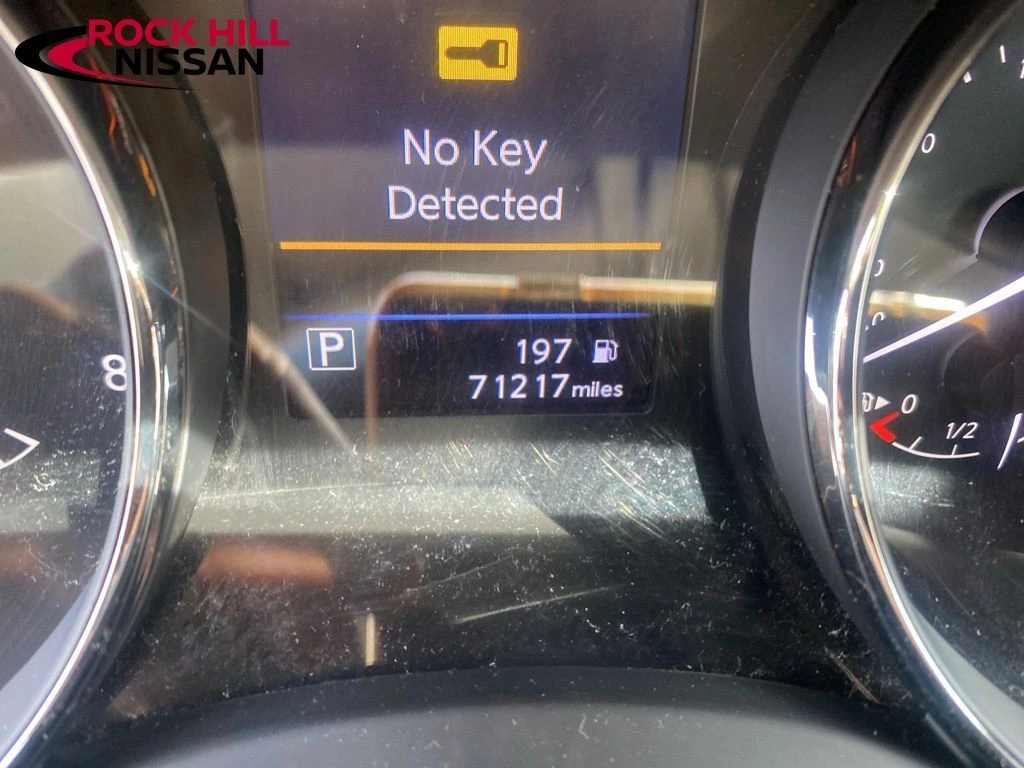 ROCK HILL
NISSAN
No Key
Detected
P
197
71217 miles
8
0
1/2